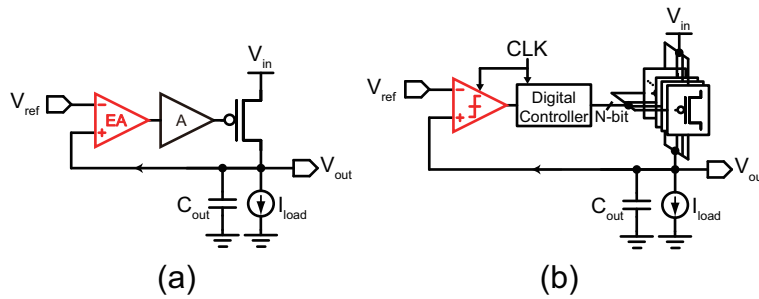 V_in
V_ref
−
+
EA
A
V_out
C_out
I_load
(a)
V_in
CLK
V_ref
−
+
Digital
Controller
N-bit
V_ou
C_out
I_load
(b)